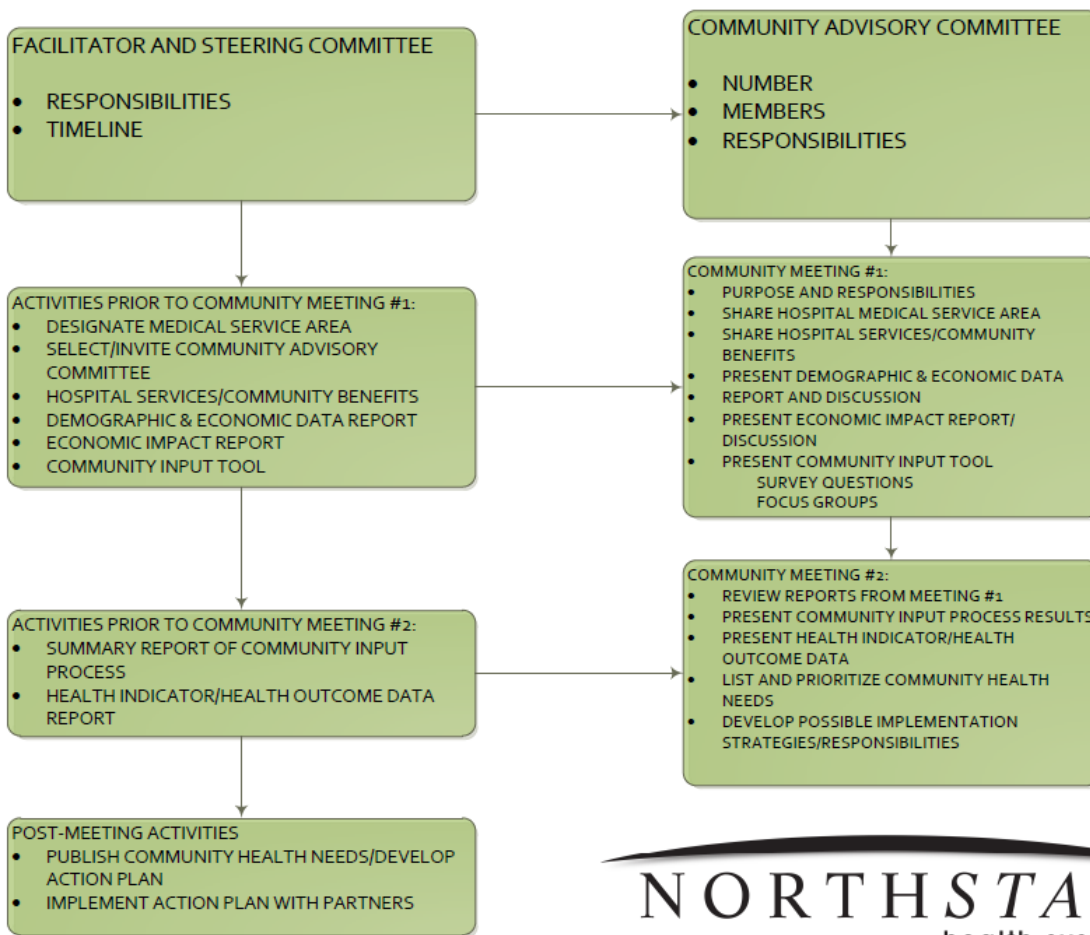 FACILITATOR AND STEERING COMMITTEE
• RESPONSIBILITIES
• TIMELINE
COMMUNITY ADVISORY COMMITTEE
• NUMBER
• MEMBERS
• RESPONSIBILITIES
ACTIVITIES PRIOR TO COMMUNITY MEETING #1:
• DESIGNATE MEDICAL SERVICE AREA
• SELECT/INVITE COMMUNITY ADVISORY
COMMITTEE
• HOSPITAL SERVICES/COMMUNITY BENEFITS
• DEMOGRAPHIC & ECONOMIC DATA REPORT
• ECONOMIC IMPACT REPORT
• COMMUNITY INPUT TOOL
COMMUNITY MEETING #1:
• PURPOSE AND RESPONSIBILITIES
• SHARE HOSPITAL MEDICAL SERVICE AREA
• SHARE HOSPITAL SERVICES/COMMUNITY
BENEFITS
• PRESENT DEMOGRAPHIC & ECONOMIC DATA
• REPORT AND DISCUSSION
• PRESENT ECONOMIC IMPACT REPORT/
DISCUSSION
• PRESENT COMMUNITY INPUT TOOL
SURVEY QUESTIONS
FOCUS GROUPS
ACTIVITIES PRIOR TO COMMUNITY MEETING #2:
• SUMMARY REPORT OF COMMUNITY INPUT
PROCESS
• HEALTH INDICATOR/HEALTH OUTCOME DATA
REPORT
COMMUNITY MEETING #2:
• REVIEW REPORTS FROM MEETING #1
• PRESENT COMMUNITY INPUT PROCESS RESULTS
• PRESENT HEALTH INDICATOR/HEALTH
OUTCOME DATA
• LIST AND PRIORITIZE COMMUNITY HEALTH
NEEDS
• DEVELOP POSSIBLE IMPLEMENTATION
STRATEGIES/RESPONSIBILITIES
POST-MEETING ACTIVITIES
• PUBLISH COMMUNITY HEALTH NEEDS/DEVELOP
ACTION PLAN
• IMPLEMENT ACTION PLAN WITH PARTNERS
NORTHSTA